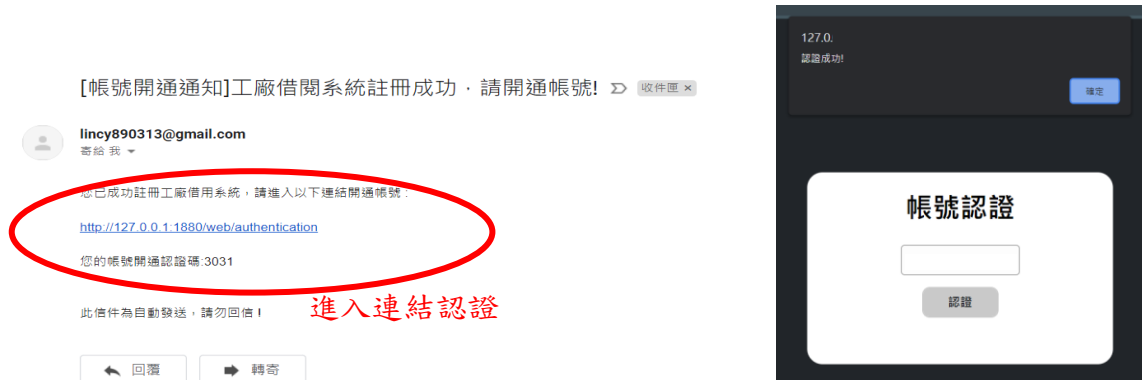 [帳號開通通知]工廠借閱系統註冊成功，請開通帳號!
收件匣 ×
lincy890313@gmail.com
寄給 我
您已成功註冊工廠借用系統，請進入以下連結開通帳號：
http://127.0.0.1:1880/web/authentication
您的帳號開通認證碼:3031
此信件為自動發送，請勿回信！
進入連結認證
回覆
轉寄
127.0.
認證成功!
確定
帳號認證
認證